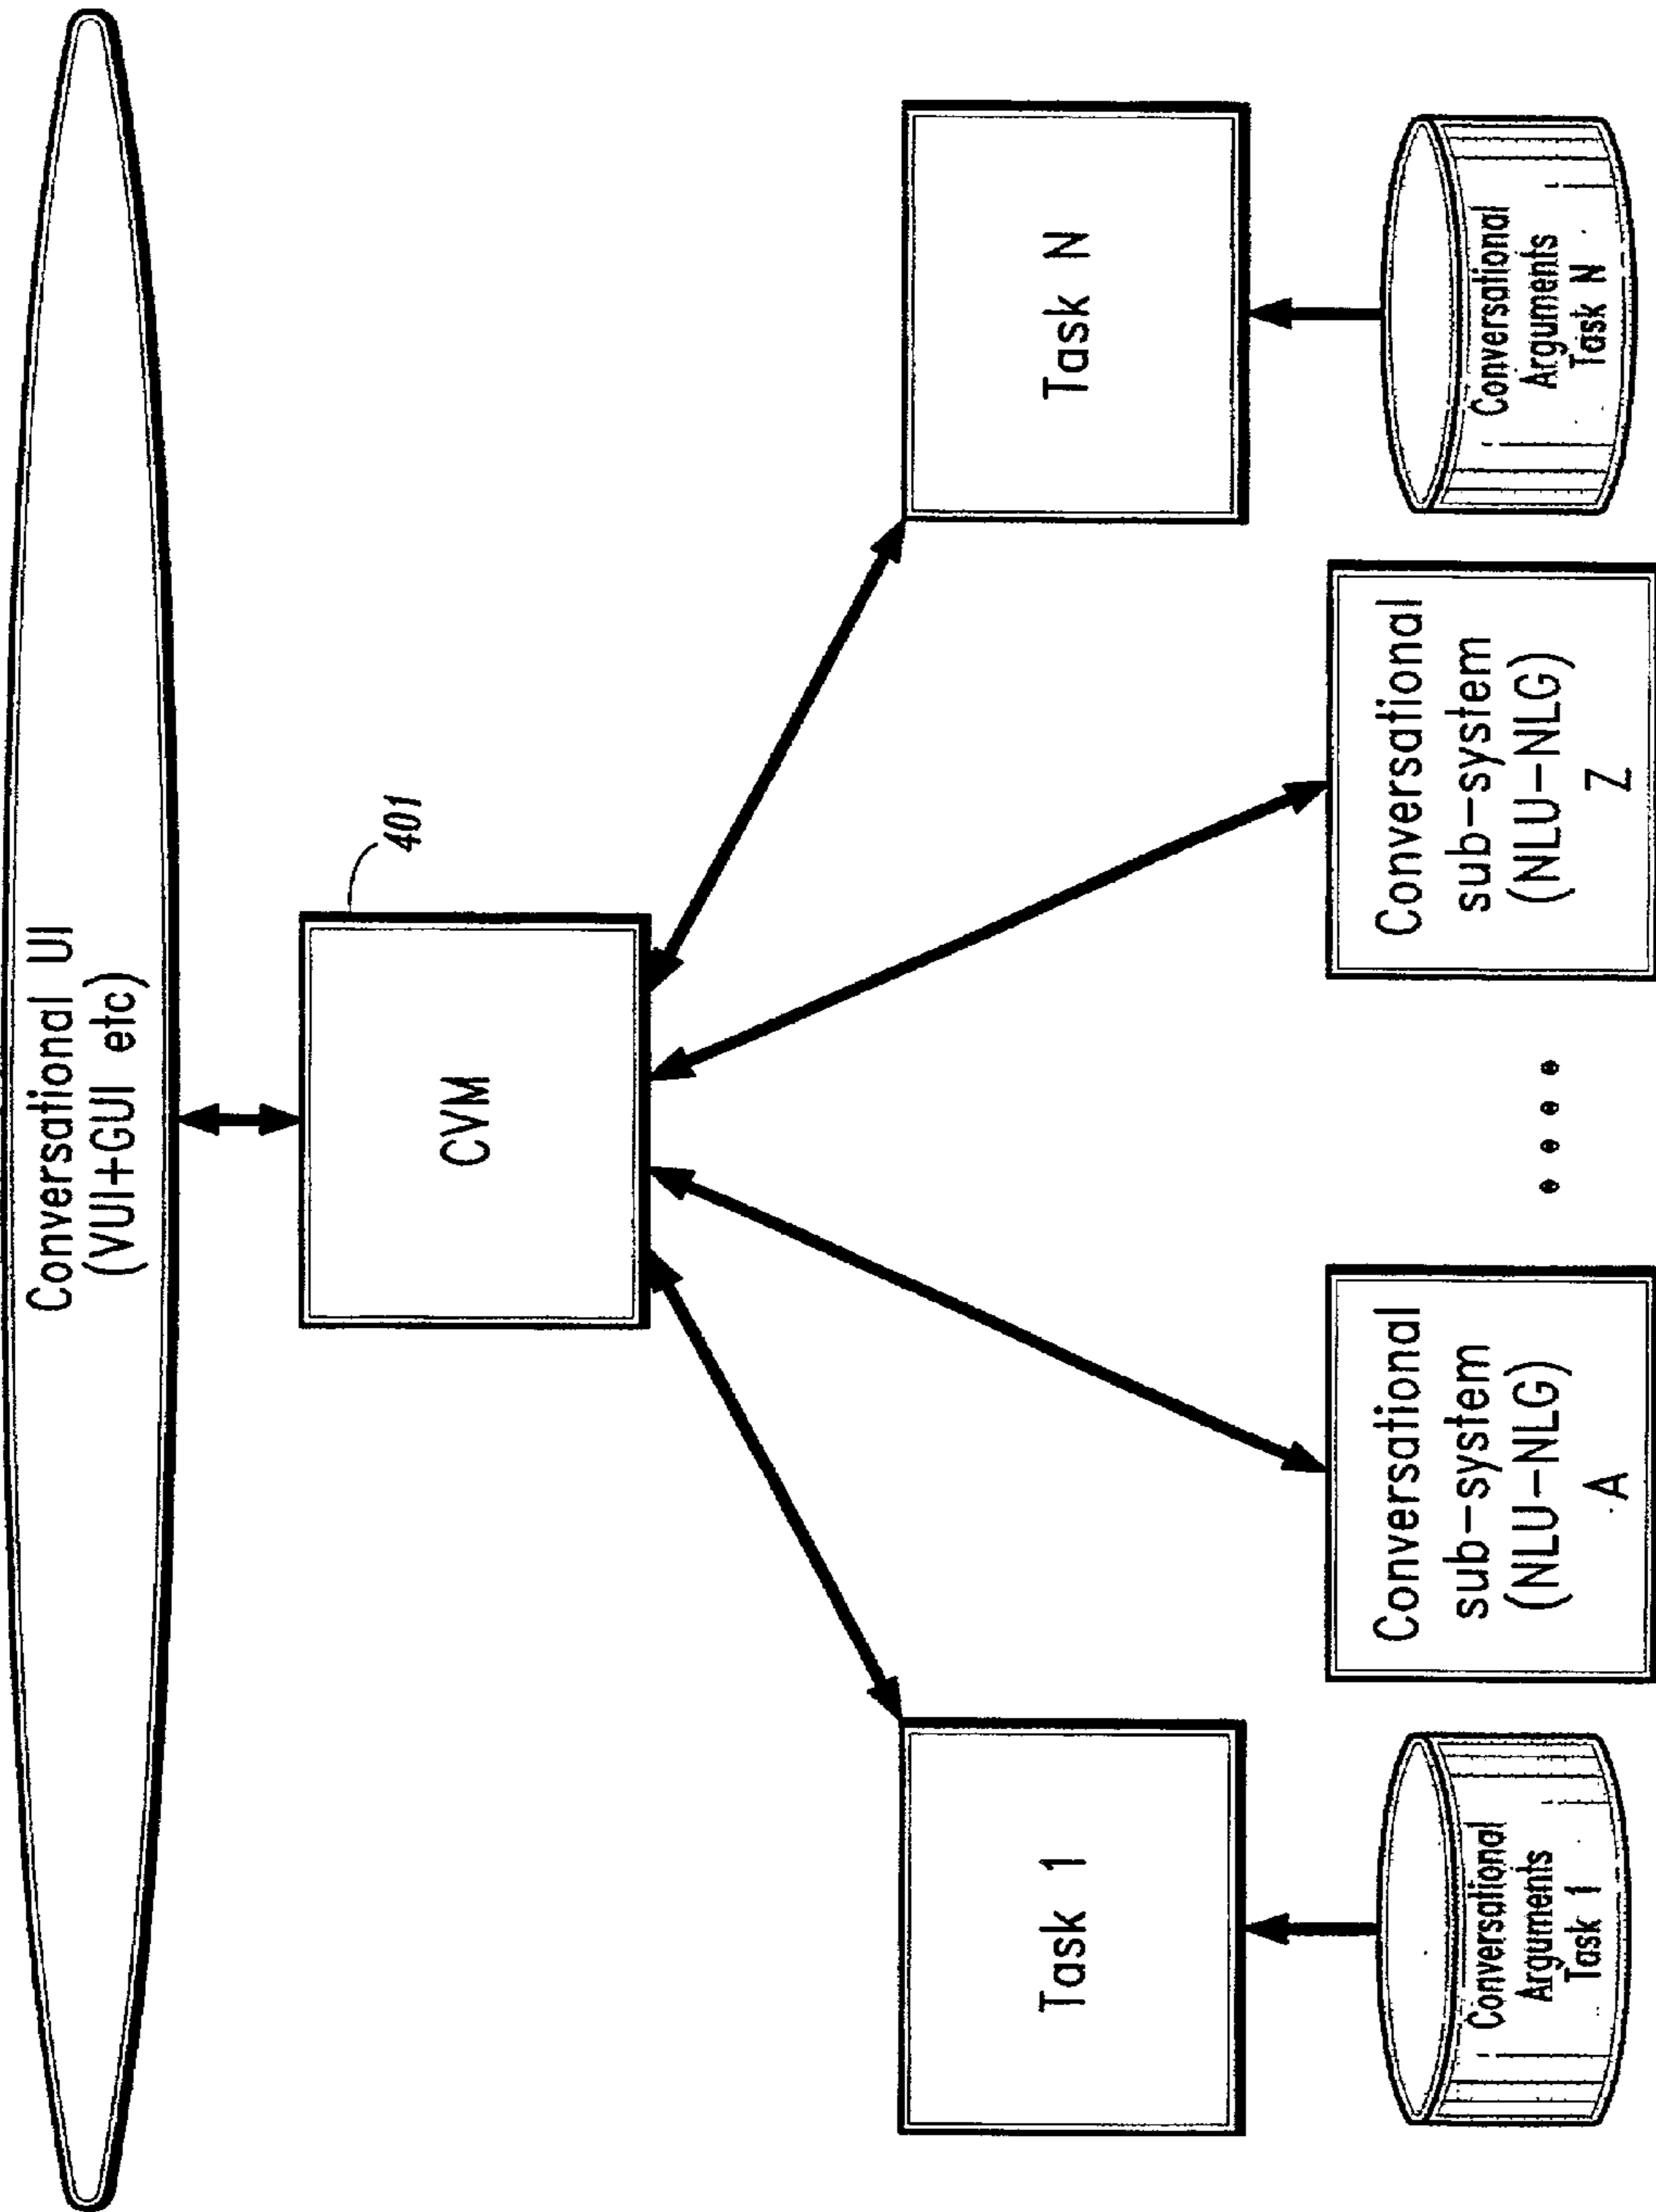 Conversational UI
(VUI+GUI etc)
401
CVM
Task 1
Task N
Conversational
Arguments
Task 1
Conversational
sub-system
(NLU-NLG)
A
Conversational
sub-system
(NLU-NLG)
Z
Conversational
Arguments
Task N